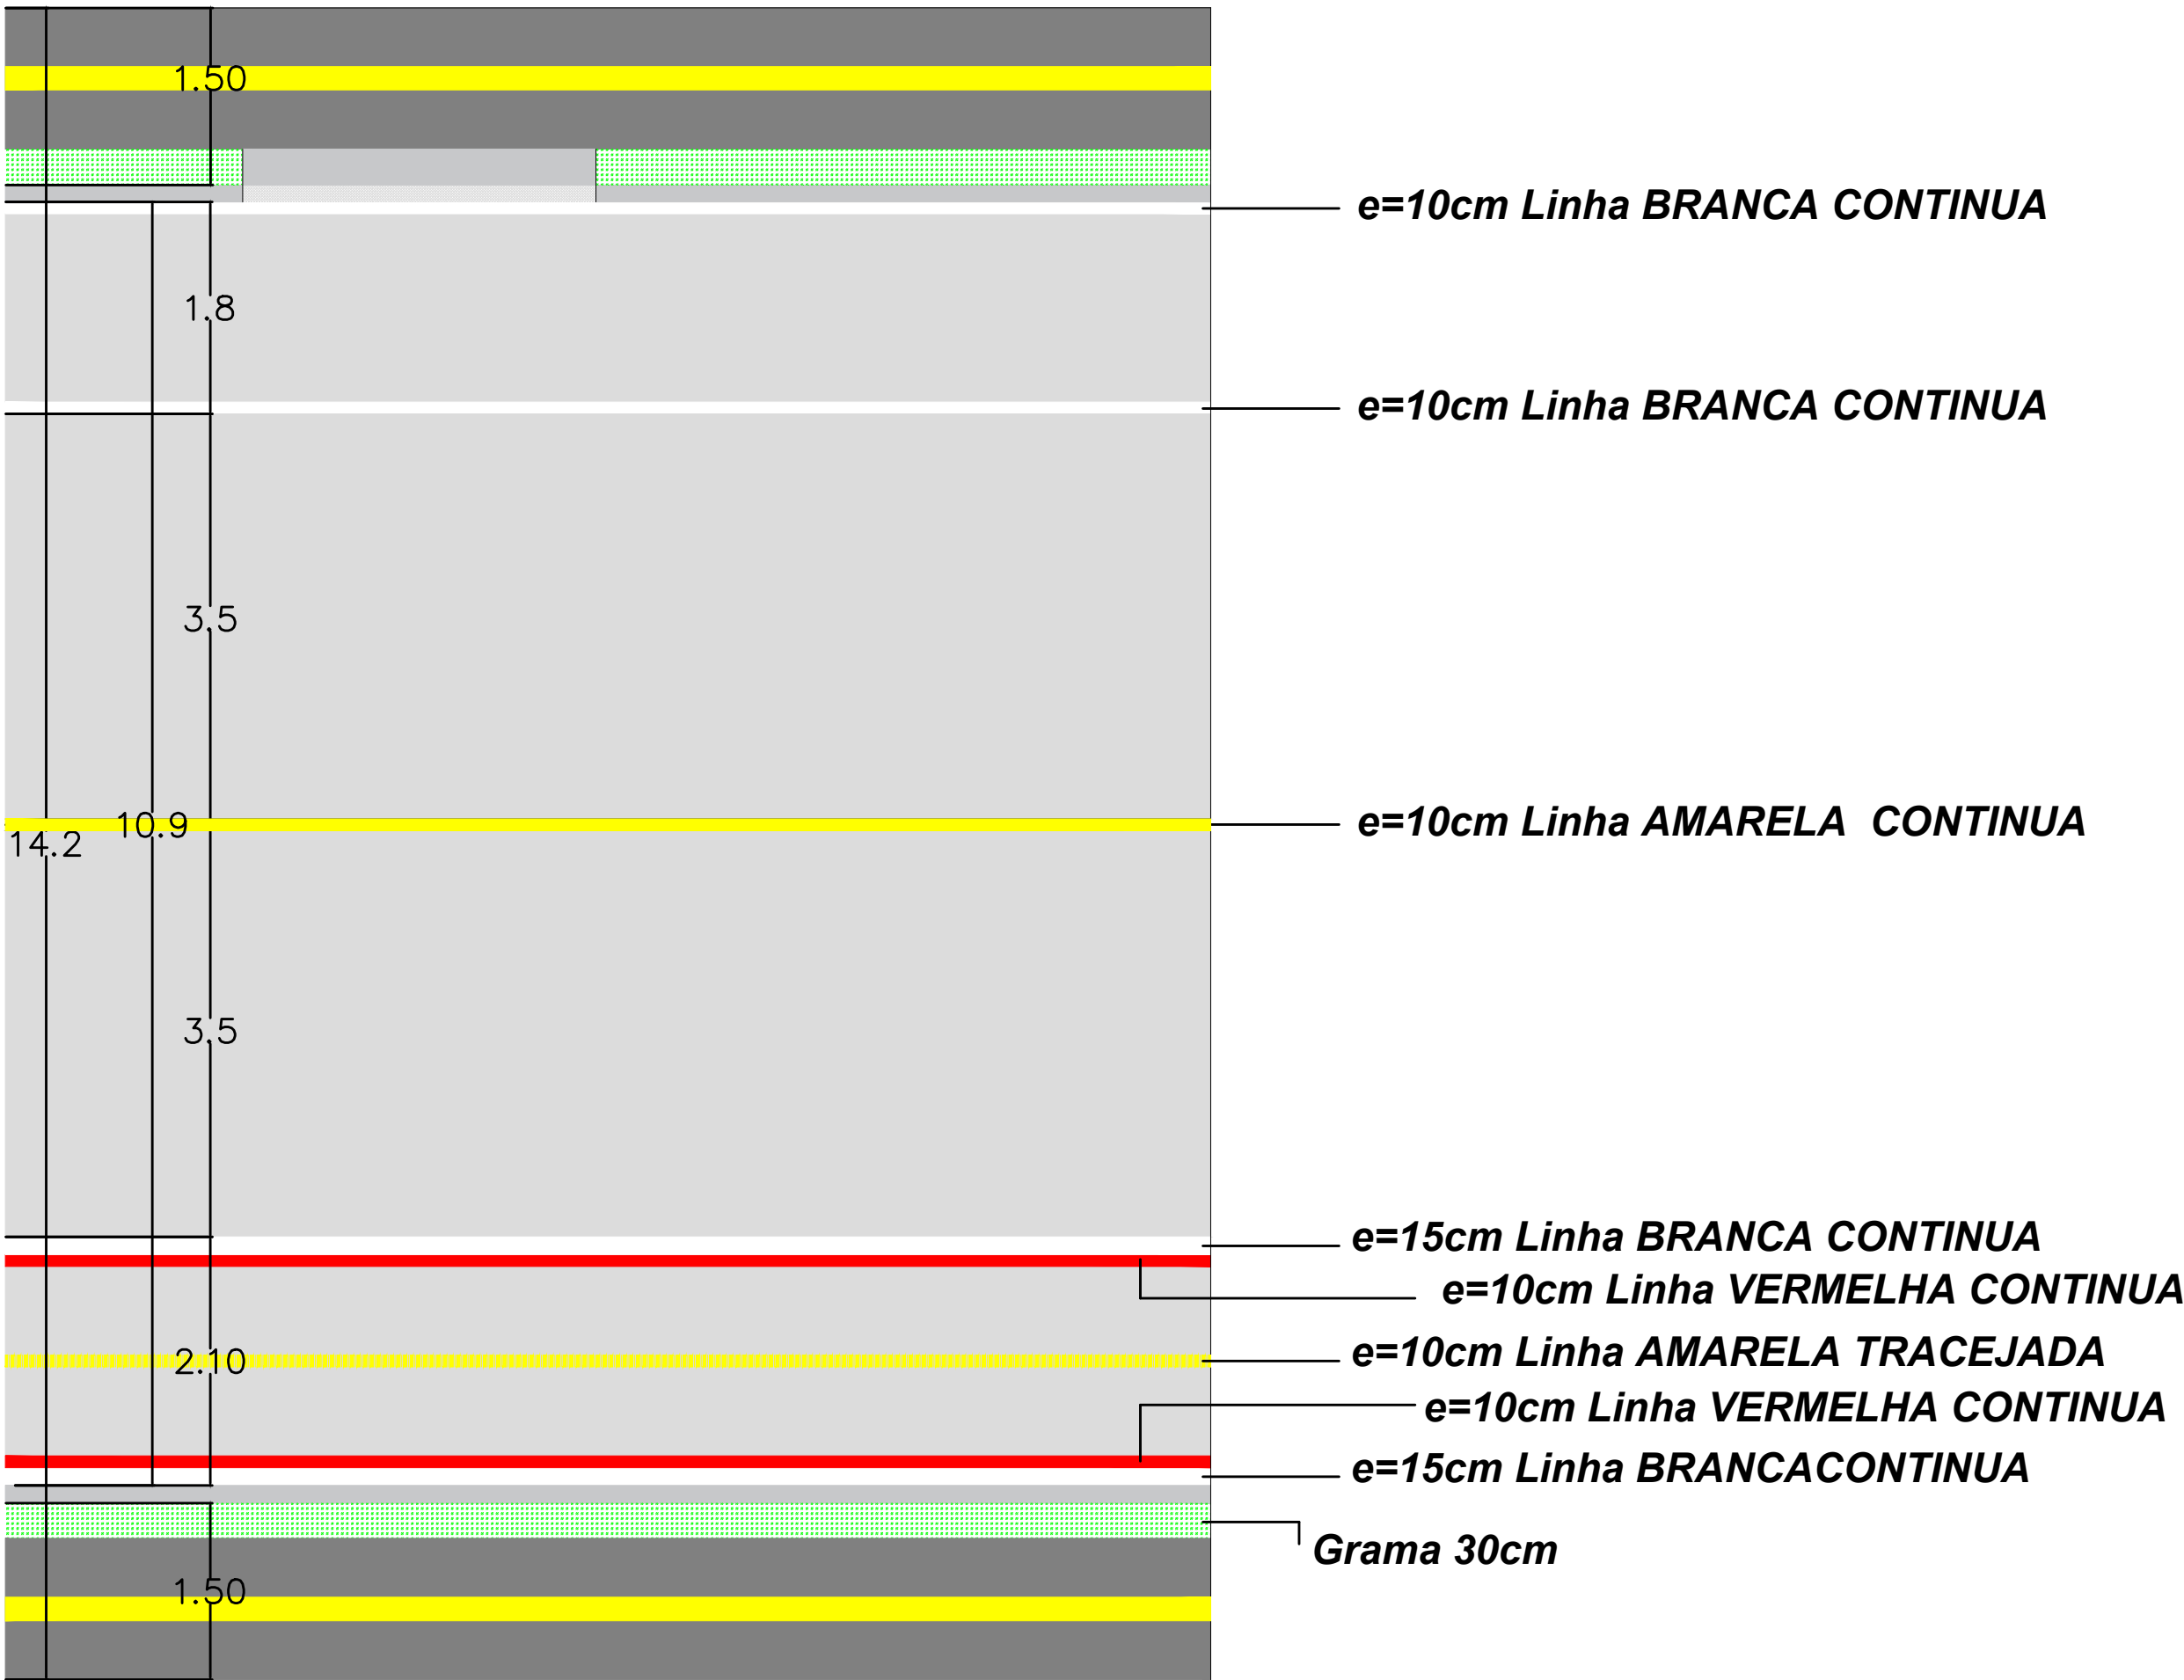 1.50
e=10cm Linha BRANCA CONTINUA
1.8
e=10cm Linha BRANCA CONTINUA
3.5
10.9
e=10cm Linha AMARELA  CONTINUA
14.2
3.5
e=15cm Linha BRANCA CONTINUA
e=10cm Linha VERMELHA CONTINUA
2.10
e=10cm Linha AMARELA TRACEJADA
e=10cm Linha VERMELHA CONTINUA
e=15cm Linha BRANCACONTINUA
Grama 30cm
1.50